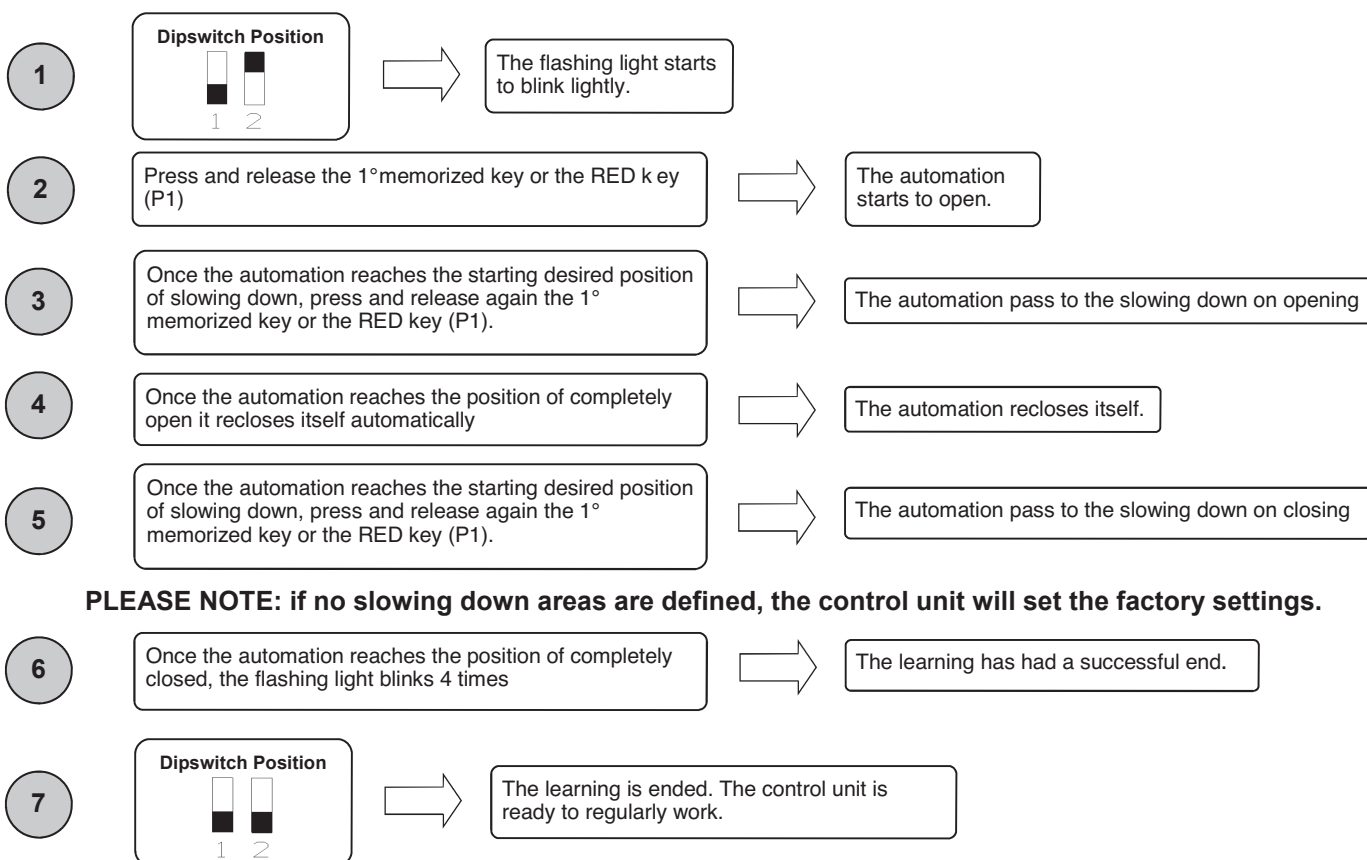 1
Dipswitch Position
1 2
The flashing light starts
to blink lightly.
2
Press and release the 1°memorized key or the RED k ey
(P1)
The automation
starts to open.
3
Once the automation reaches the starting desired position
of slowing down, press and release again the 1°
memorized key or the RED key (P1).
The automation pass to the slowing down on opening
4
Once the automation reaches the position of completely
open it recloses itself automatically
The automation recloses itself.
5
Once the automation reaches the starting desired position
of slowing down, press and release again the 1°
memorized key or the RED key (P1).
The automation pass to the slowing down on closing
PLEASE NOTE: if no slowing down areas are defined, the control unit will set the factory settings.
6
Once the automation reaches the position of completely
closed, the flashing light blinks 4 times
The learning has had a successful end.
7
Dipswitch Position
1 2
The learning is ended. The control unit is
ready to regularly work.